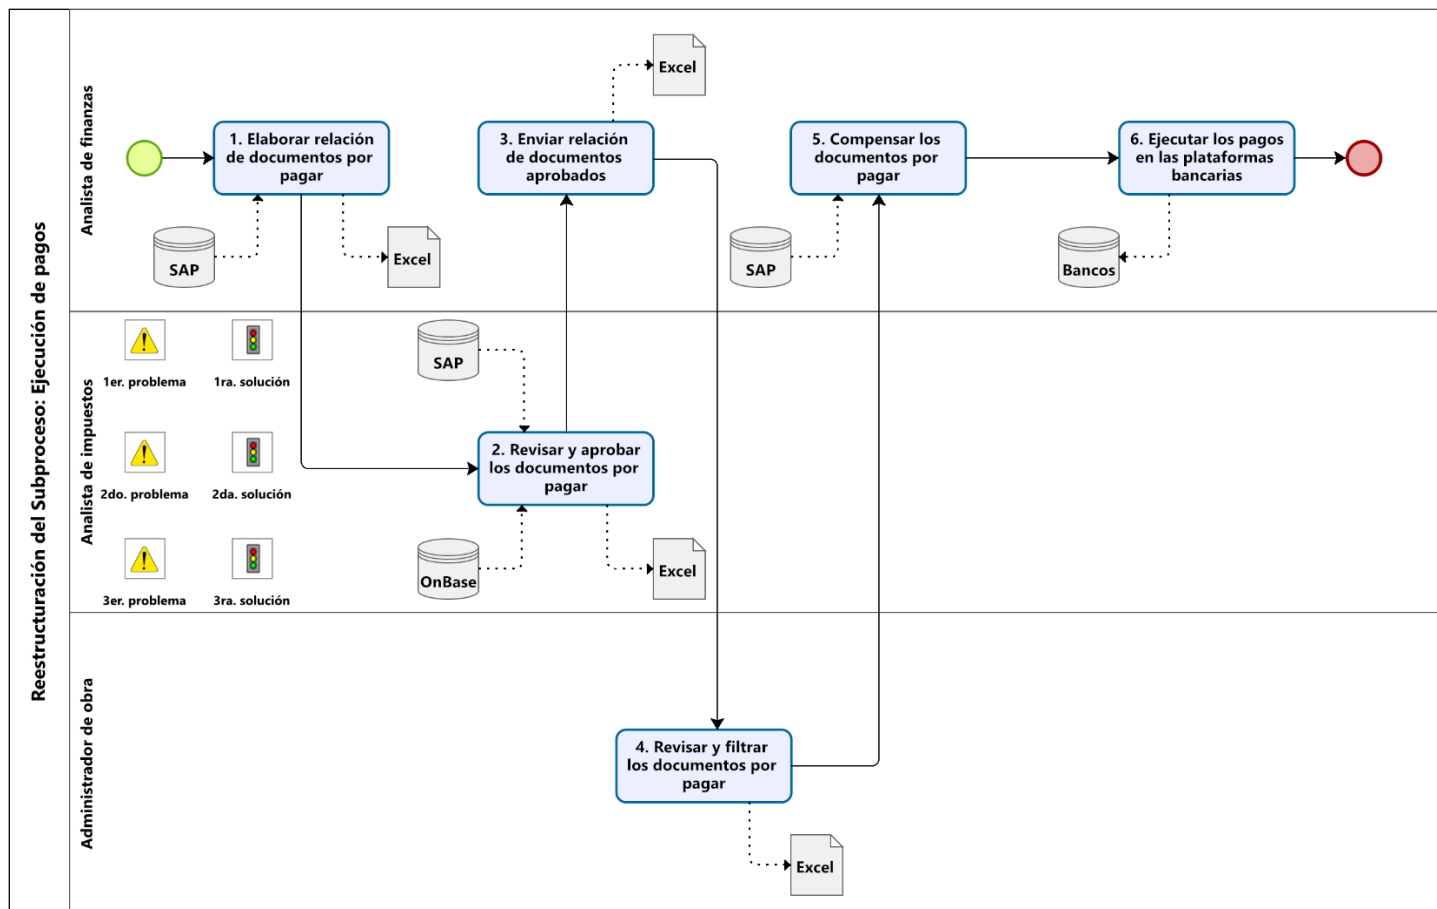 Reestructuración del Subproceso: Ejecución de pagos
Analista de finanzas
1. Elaborar relación
de documentos por
pagar
SAP
Excel
3. Enviar relación
de documentos
aprobados
Excel
5. Compensar los
documentos por
pagar
SAP
6. Ejecutar los pagos
en las plataformas
bancarias
Bancos
Analista de impuestos
1er. problema
1ra. solución
2do. problema
2da. solución
3er. problema
3ra. solución
SAP
2. Revisar y aprobar
los documentos por
pagar
OnBase
Excel
Administrador de obra
4. Revisar y filtrar
los documentos por
pagar
Excel